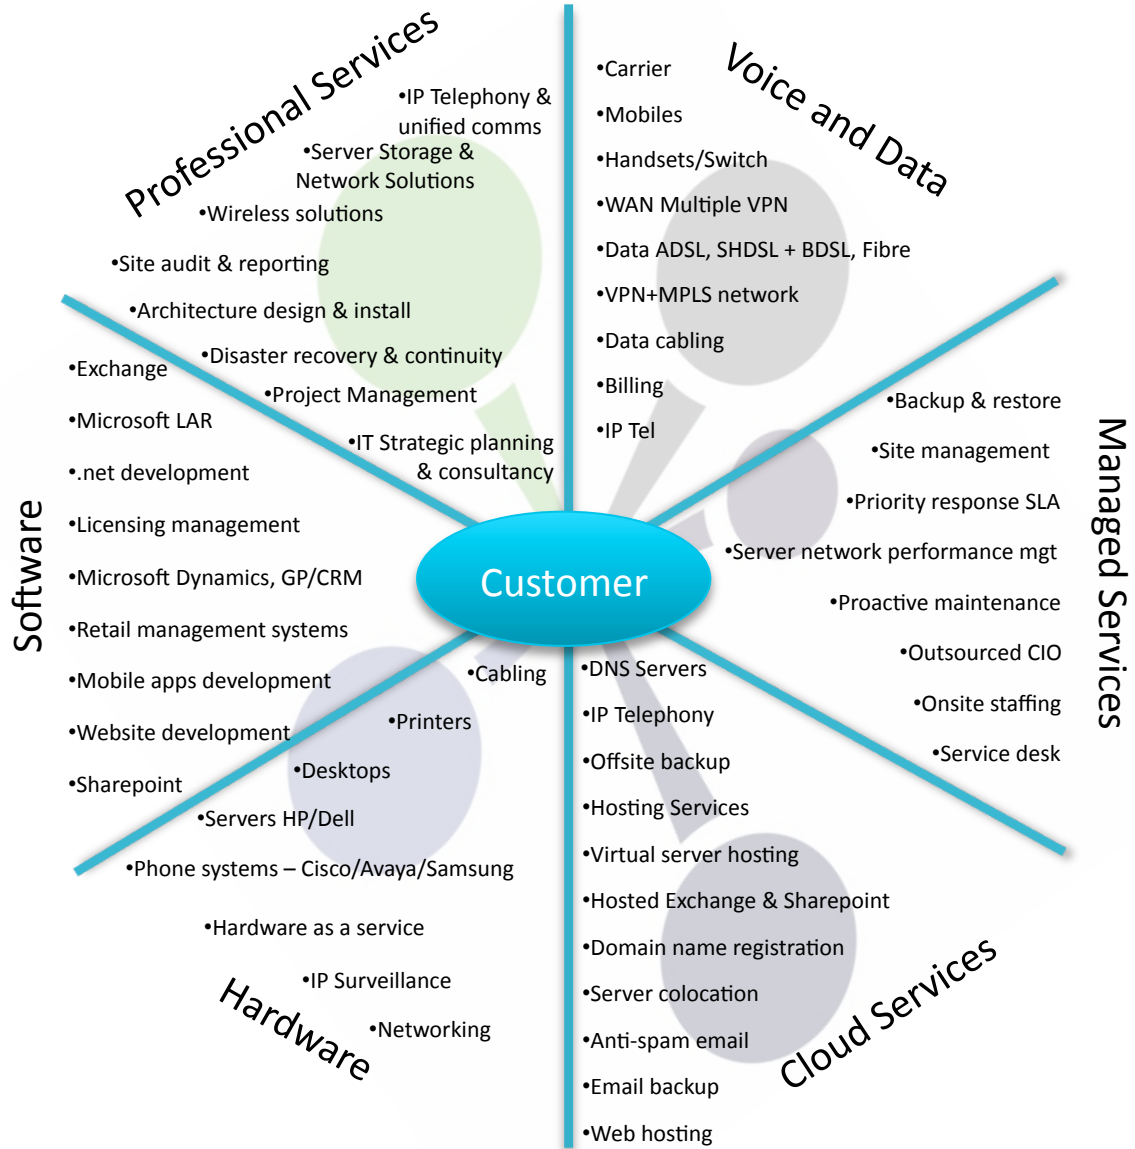 Professional Services
•IP Telephony &
unified comms
•Server Storage &
Network Solutions
•Wireless solutions
•Site audit & reporting
•Architecture design & install
•Disaster recovery & continuity
•Project Management
•IT Strategic planning
& consultancy
Voice and Data
•Carrier
•Mobiles
•Handsets/Switch
•WAN Multiple VPN
•Data ADSL, SHDSL + BDSL, Fibre
•VPN+MPLS network
•Data cabling
•Billing
•IP Tel
Managed Services
•Backup & restore
•Site management
•Priority response SLA
•Server network performance mgt
•Proactive maintenance
•Outsourced CIO
•Onsite staffing
•Service desk
Software
•Exchange
•Microsoft LAR
•.net development
•Licensing management
•Microsoft Dynamics, GP/CRM
•Retail management systems
•Mobile apps development
•Website development
•Sharepoint
Customer
Hardware
•Cabling
•Printers
•Desktops
•Servers HP/Dell
•Phone systems – Cisco/Avaya/Samsung
•Hardware as a service
•IP Surveillance
•Networking
Cloud Services
•DNS Servers
•IP Telephony
•Offsite backup
•Hosting Services
•Virtual server hosting
•Hosted Exchange & Sharepoint
•Domain name registration
•Server colocation
•Anti-spam email
•Email backup
•Web hosting